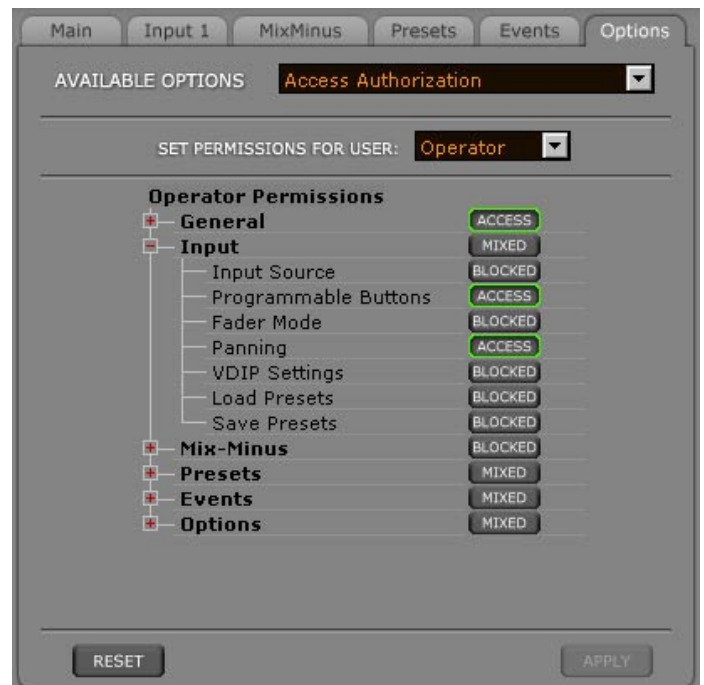 Main Input 1 MixMinus Presets Events Options
AVAILABLE OPTIONS Access Authorization
SET PERMISSIONS FOR USER: Operator
Operator Permissions
General ACCESS
Input MIXED
Input Source BLOCKED
Programmable Buttons ACCESS
Fader Mode BLOCKED
Panning ACCESS
VDIP Settings BLOCKED
Load Presets BLOCKED
Save Presets BLOCKED
Mix-Minus BLOCKED
Presets MIXED
Events MIXED
Options MIXED
RESET APPLY